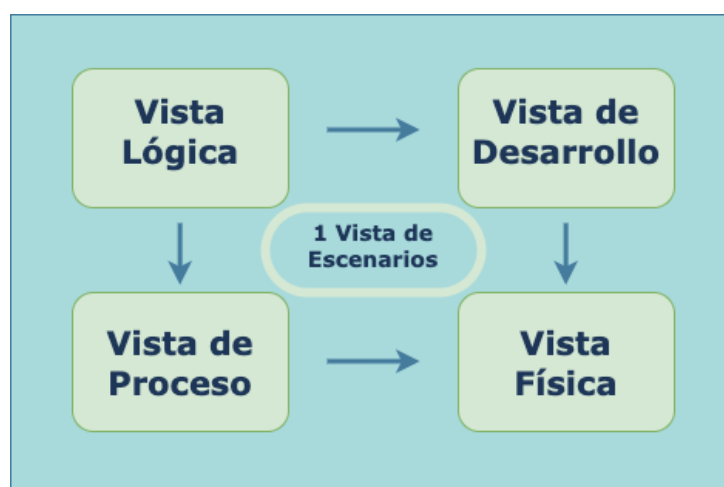 Vista
Lógica
Vista de
Desarrollo
1 Vista de
Escenarios
Vista de
Proceso
Vista
Física